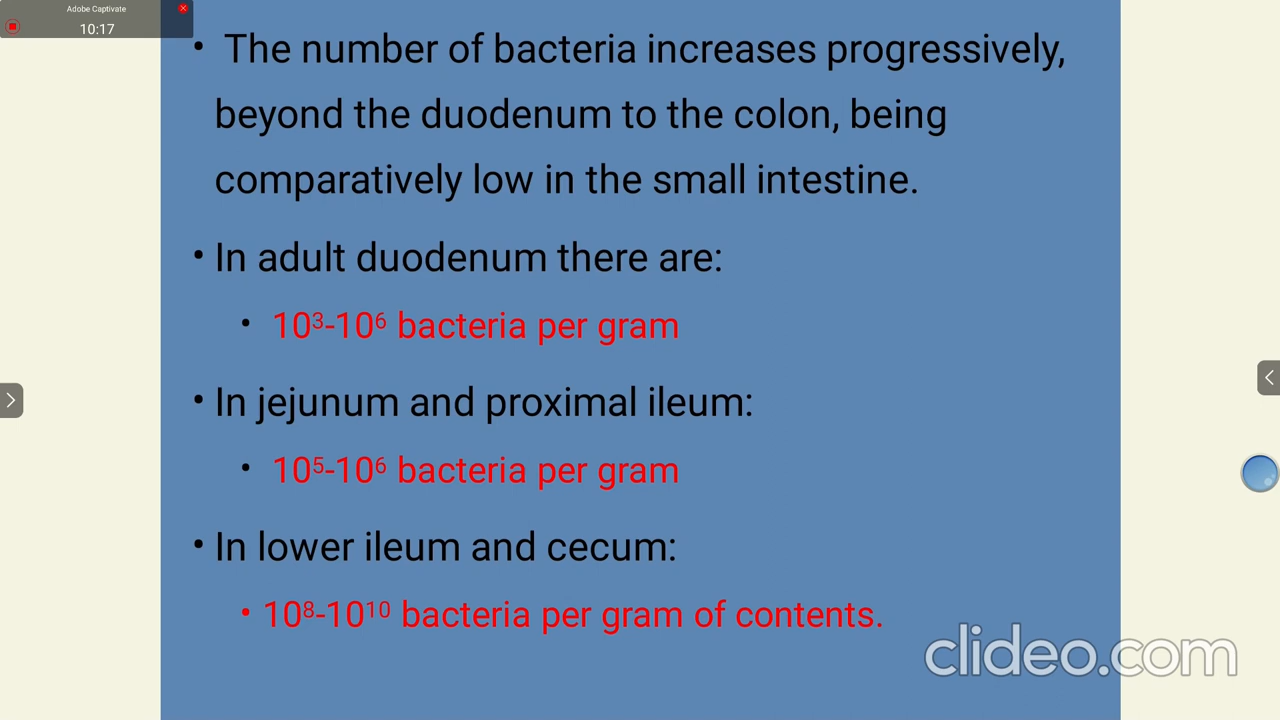 Adobe Captivate
10:17
• The number of bacteria increases progressively,
beyond the duodenum to the colon, being
comparatively low in the small intestine.
• In adult duodenum there are:
• 10³-10⁶ bacteria per gram
• In jejunum and proximal ileum:
• 10⁵-10⁶ bacteria per gram
• In lower ileum and cecum:
• 10⁸-10¹⁰ bacteria per gram of contents.
clideo.com